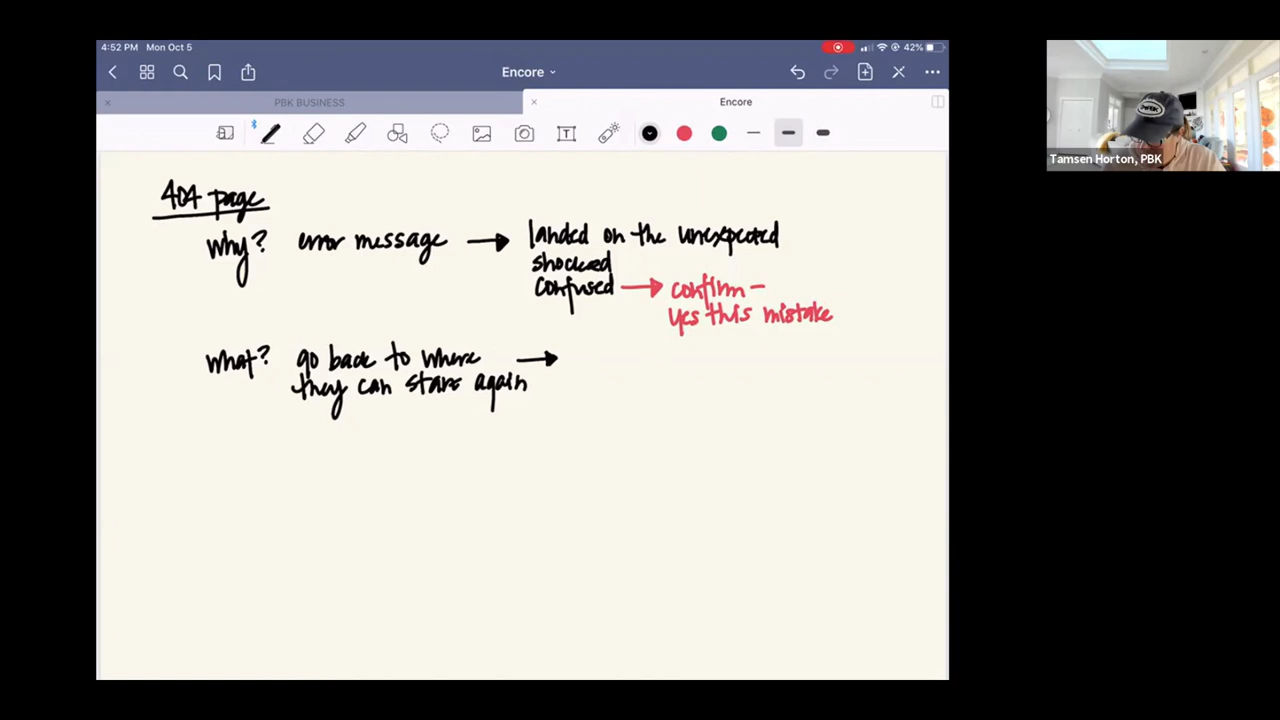 4:52 PM Mon Oct 5
42%
Encore
PBK BUSINESS
Encore
T
404 page
why? error message → landed on the unexpected
shocked
confused → confirm –
yes this mistake
what? go back to where →
they can start again
Tamsen Horton, PBK